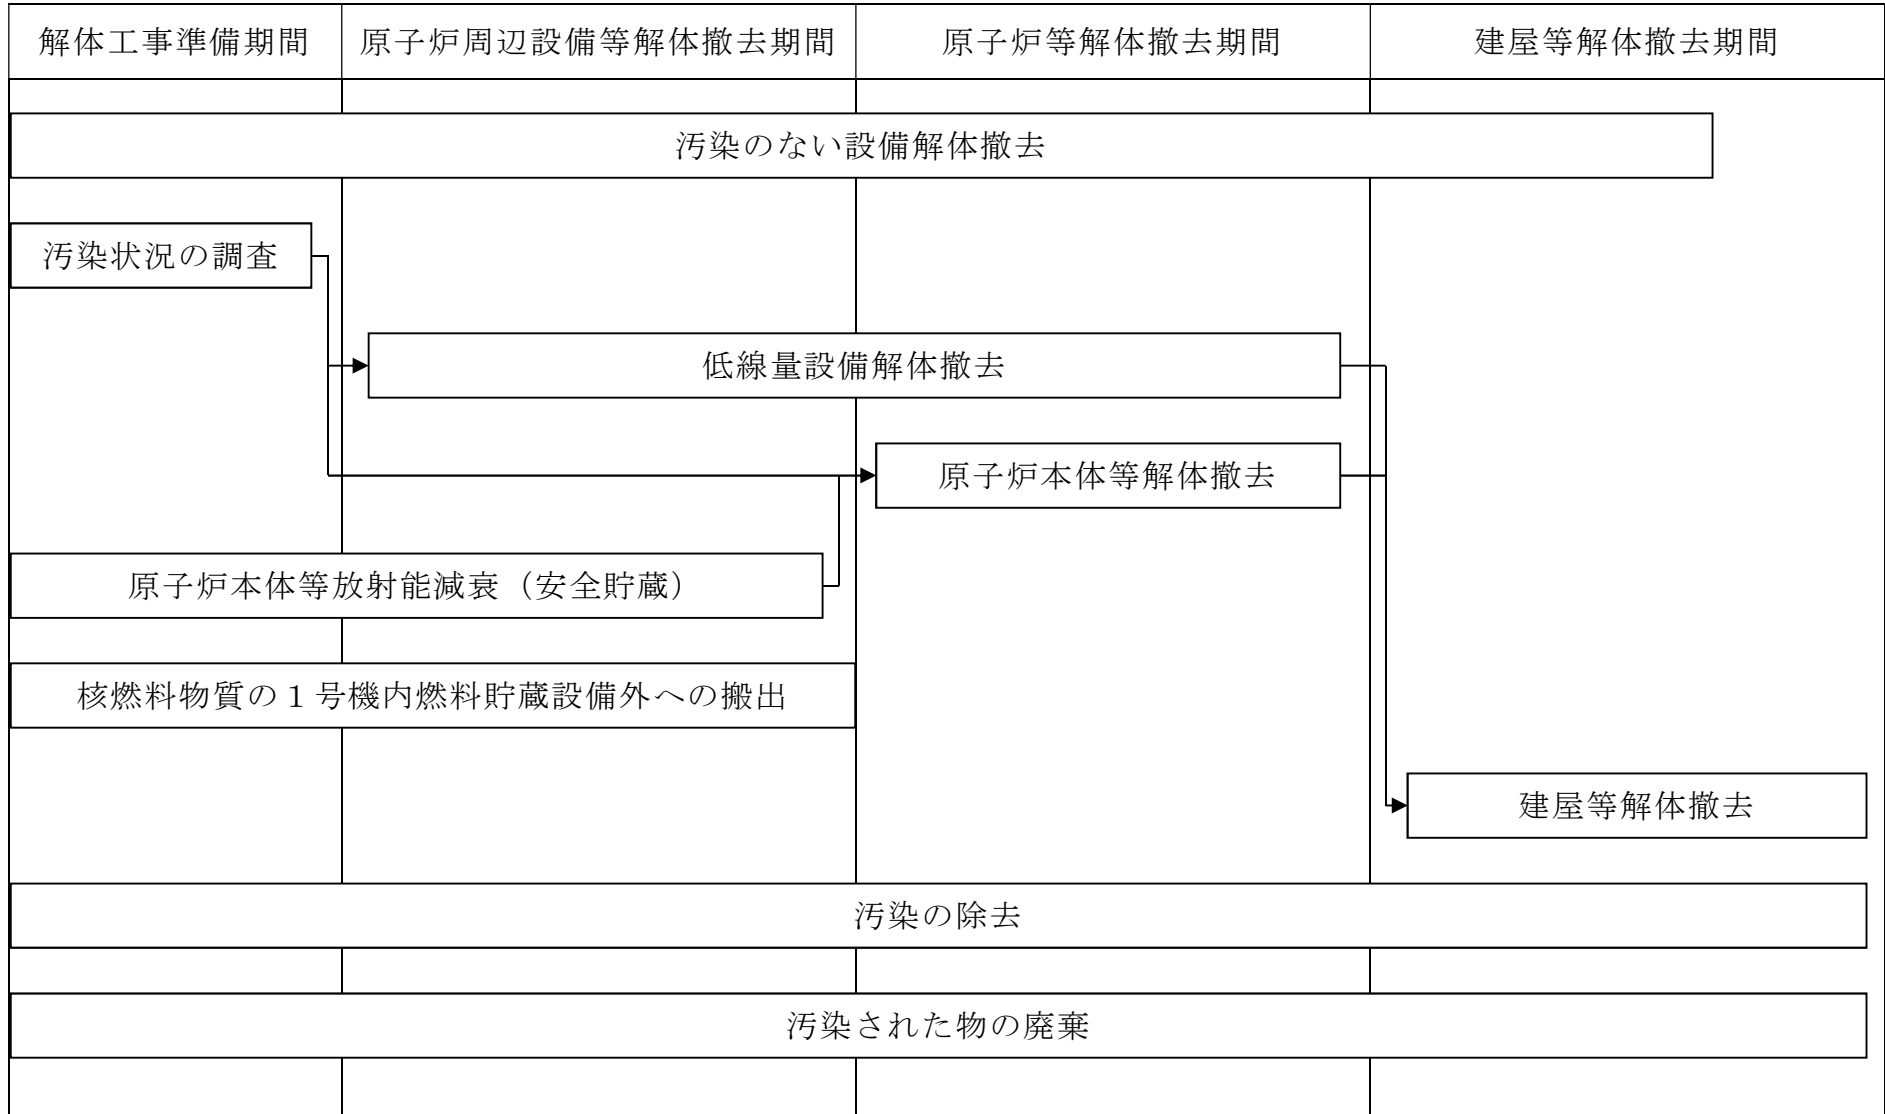 解体工事準備期間
原子炉周辺設備等解体撤去期間
原子炉等解体撤去期間
建屋等解体撤去期間
汚染のない設備解体撤去
汚染状況の調査
低線量設備解体撤去
原子炉本体等解体撤去
原子炉本体等放射能減衰（安全貯蔵）
核燃料物質の１号機内燃料貯蔵設備外への搬出
建屋等解体撤去
汚染の除去
汚染された物の廃棄